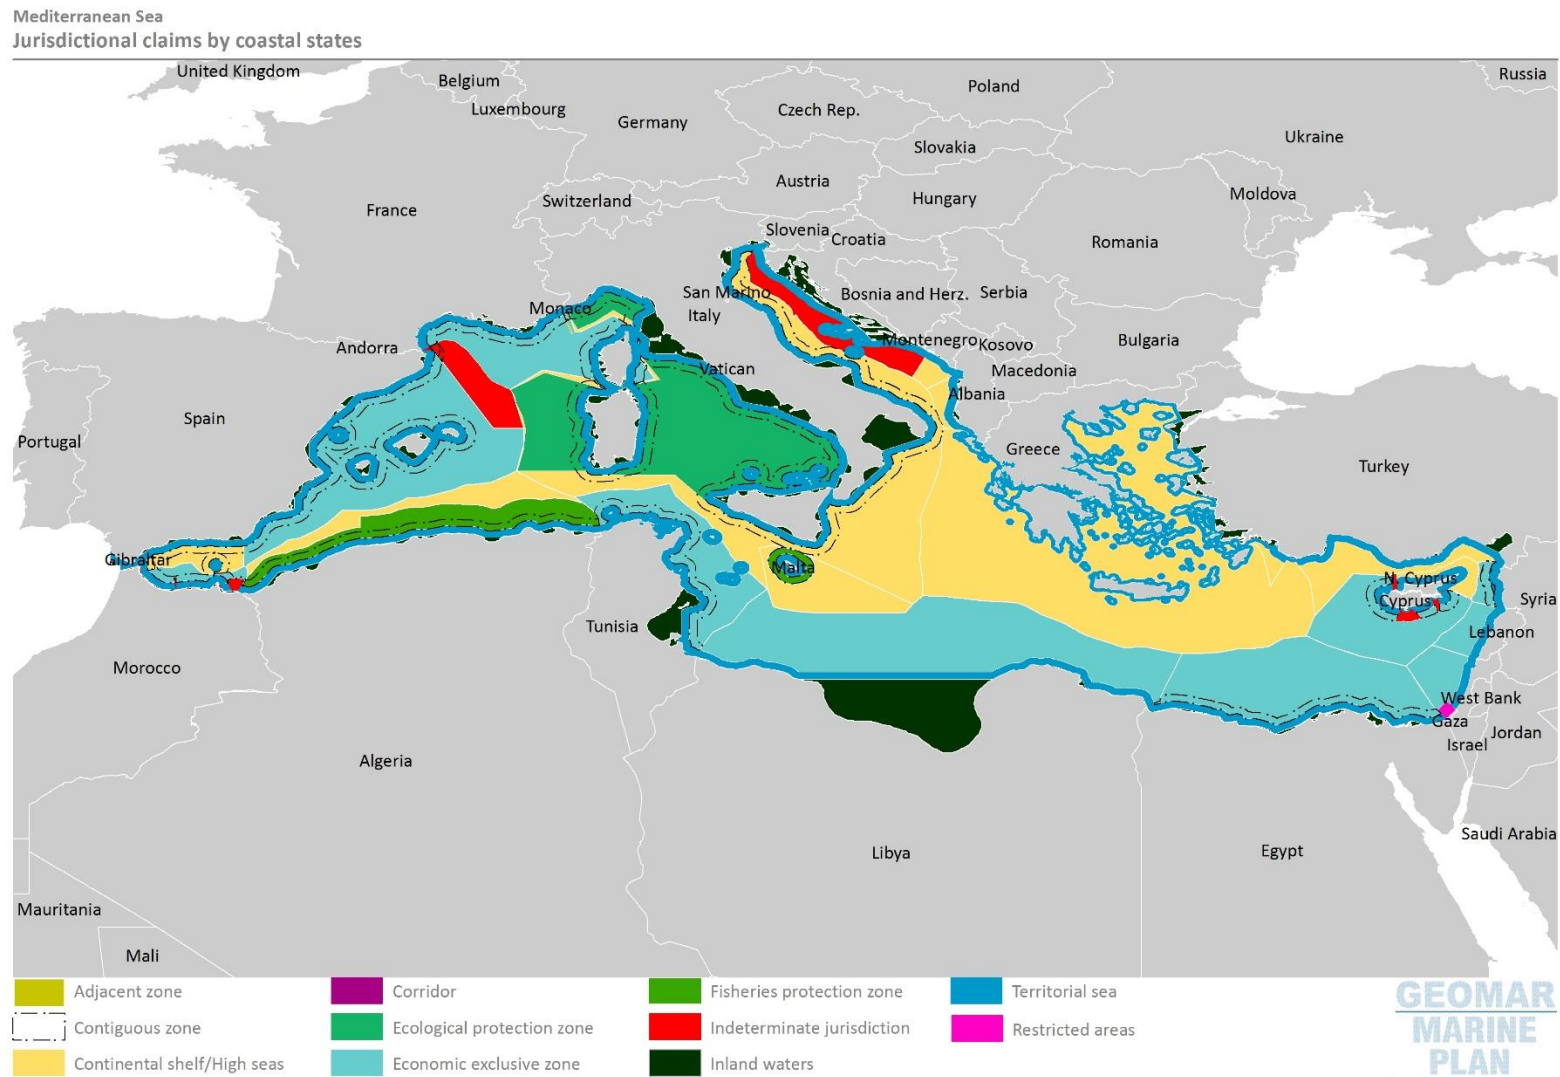 Mediterranean Sea
Jurisdictional claims by coastal states
United Kingdom
Belgium
Poland
Russia
Luxembourg
Germany
Czech Rep.
Ukraine
Slovakia
Austria
Switzerland
Hungary
Moldova
France
Slovenia
Croatia
Romania
San Marino
Bosnia and Herz.
Serbia
Monaco
Italy
Andorra
Montenegro
Kosovo
Bulgaria
Vatican
Macedonia
Albania
Spain
Portugal
Greece
Turkey
Gibraltar
Malta
N. Cyprus
Cyprus
Syria
Tunisia
Lebanon
Morocco
West Bank
Gaza
Jordan
Israel
Algeria
Libya
Egypt
Saudi Arabia
Mauritania
Mali
Adjacent zone
Corridor
Fisheries protection zone
Territorial sea
Contiguous zone
Ecological protection zone
Indeterminate jurisdiction
Restricted areas
Continental shelf/High seas
Economic exclusive zone
Inland waters
GEOMAR
MARINE
PLAN